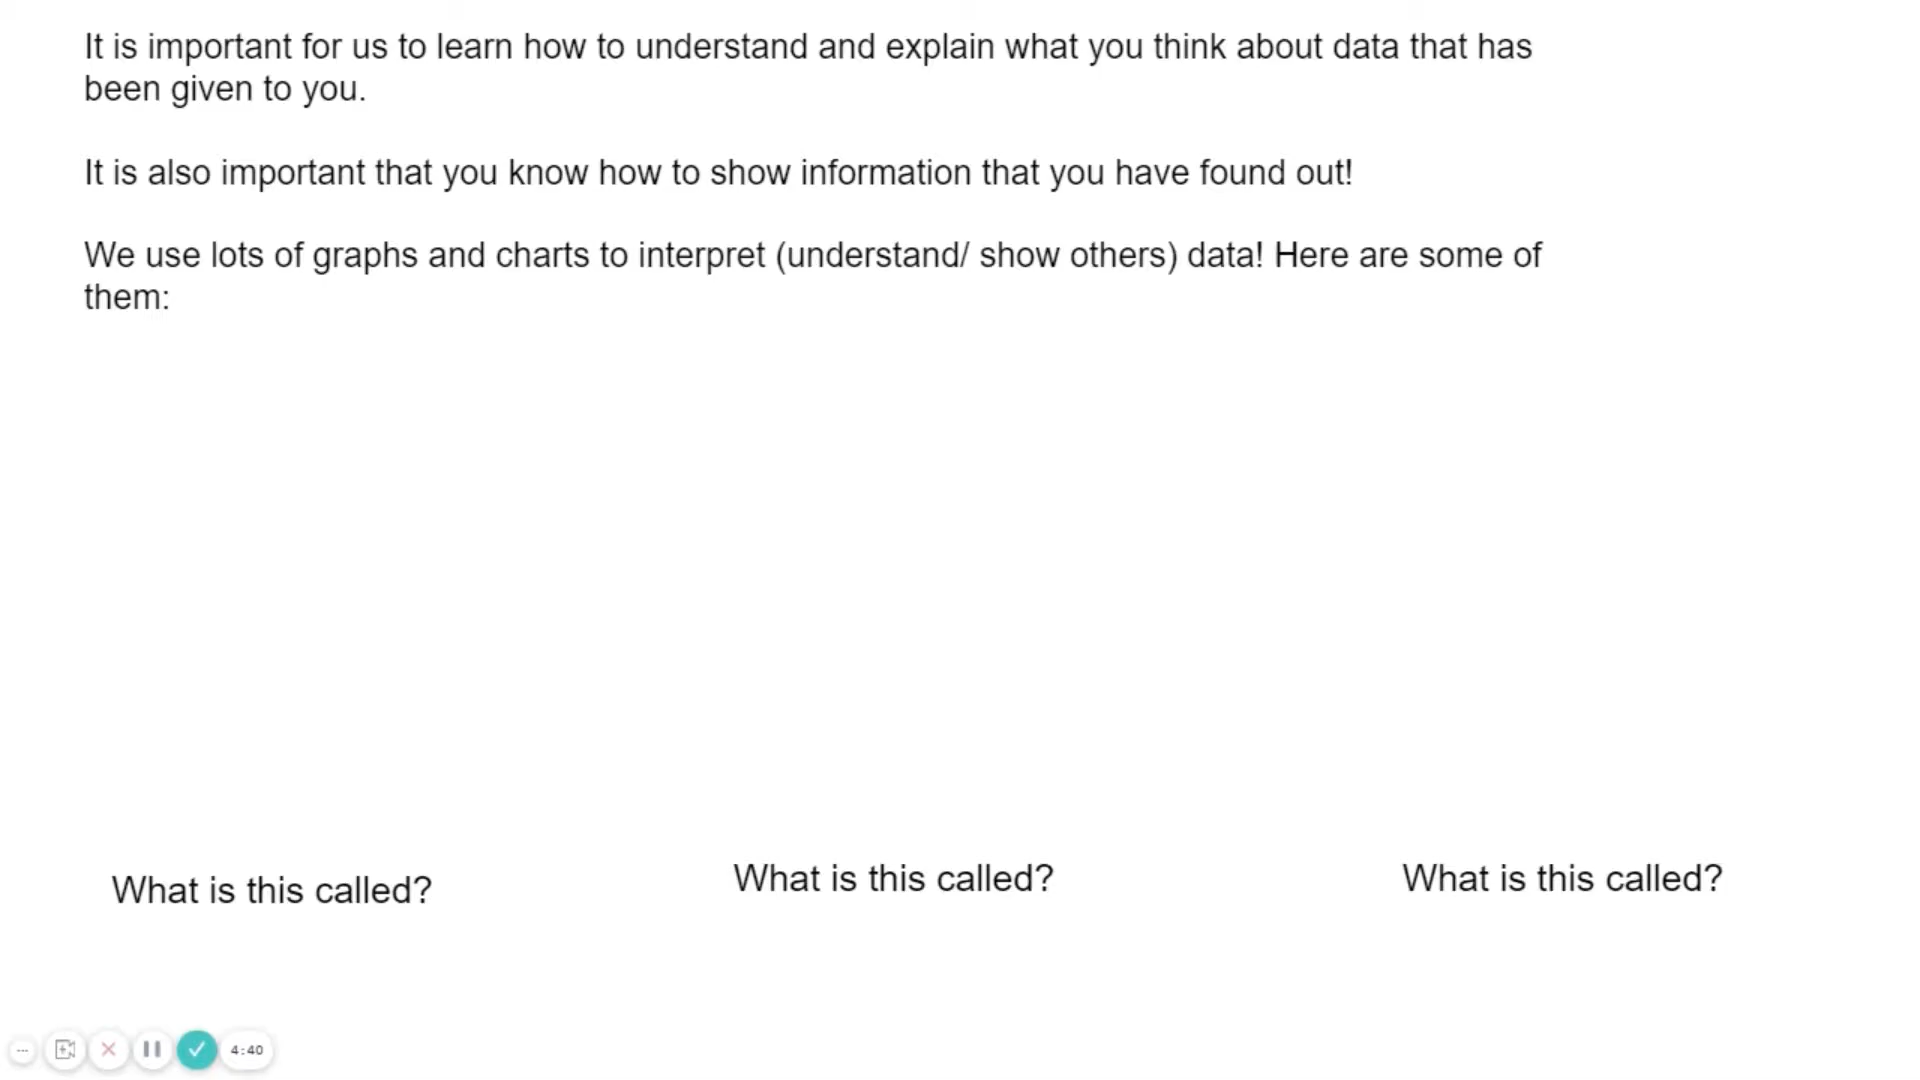 It is important for us to learn how to understand and explain what you think about data that has
been given to you.
It is also important that you know how to show information that you have found out!
We use lots of graphs and charts to interpret (understand/ show others) data! Here are some of
them:
What is this called?
What is this called?
What is this called?
4:40